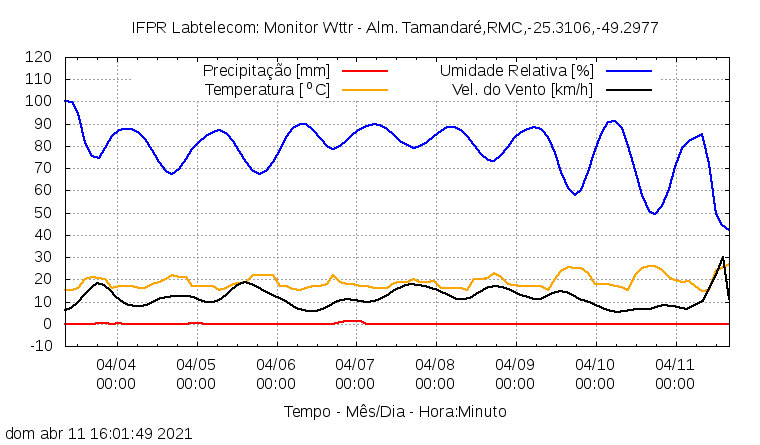 IFPR Labtelecom: Monitor Wttr - Alm. Tamandaré,RMC,-25.3106,-49.2977
Precipitação [mm]
Temperatura [⁰C]
Umidade Relativa [%]
Vel. do Vento [km/h]
120
110
100
90
80
70
60
50
40
30
20
10
0
-10
04/04 04/05 04/06 04/07 04/08 04/09 04/10 04/11
00:00 00:00 00:00 00:00 00:00 00:00 00:00 00:00
Tempo - Mês/Dia - Hora:Minuto
dom abr 11 16:01:49 2021